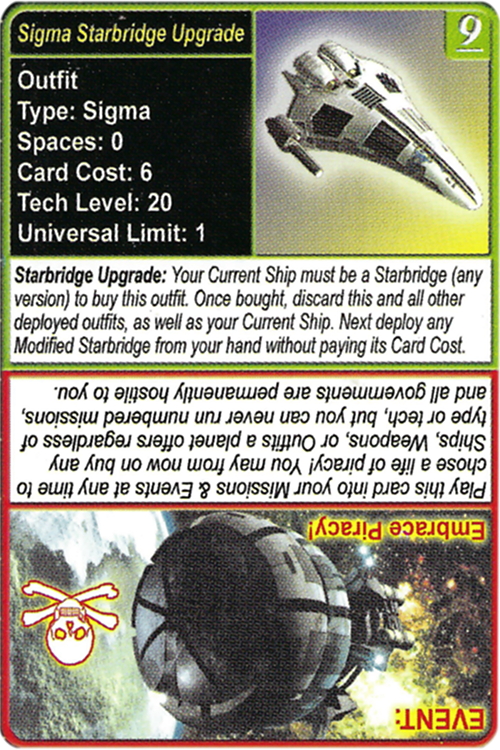 Sigma Starbridge Upgrade
9
Outfit
Type: Sigma
Spaces: 0
Card Cost: 6
Tech Level: 20
Universal Limit: 1
Starbridge Upgrade: Your Current Ship must be a Starbridge (any
version) to buy this outfit. Once bought, discard this and all other
deployed outfits, as well as your Current Ship. Next deploy any
Modified Starbridge from your hand without paying its Card Cost.
EVENT:
Embrace Piracy!
Play this card into your Missions & Events at any time to
chose a life of piracy! You may from now on buy any
Ships, Weapons, or Outfits a planet offers regardless of
type or tech, but you can never run numbered missions,
and all governments are permanently hostile to you.